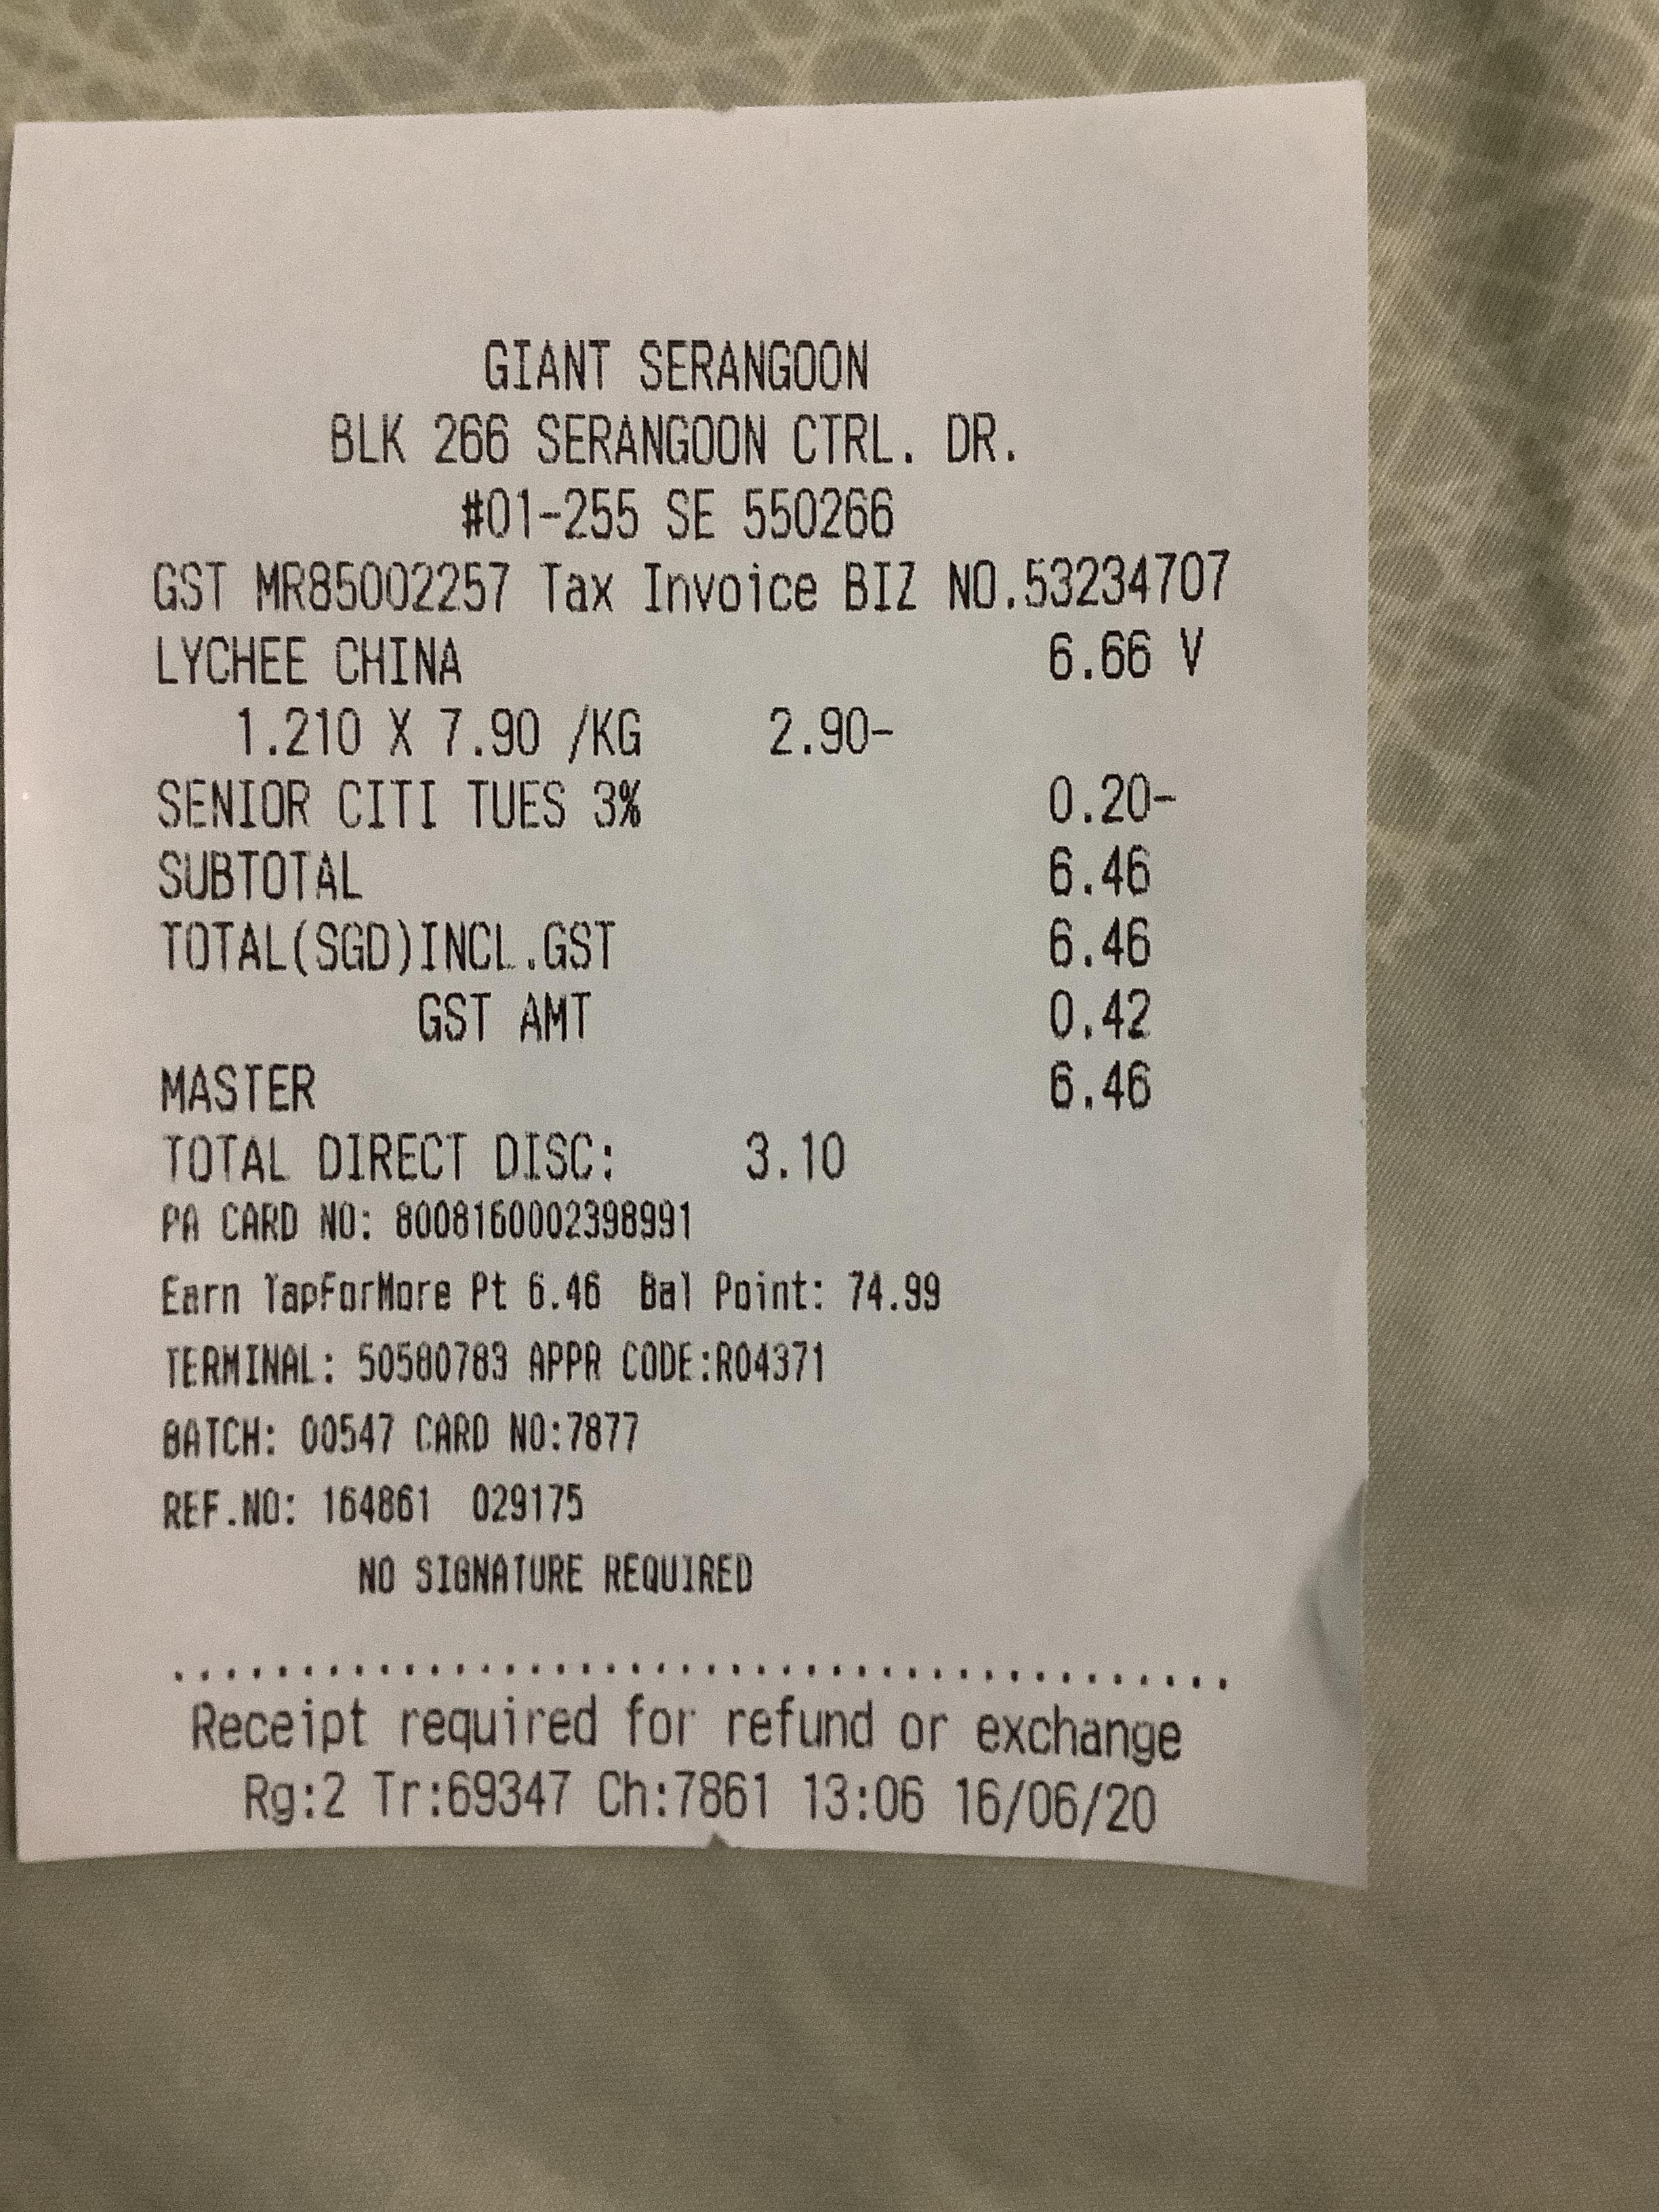 GIANT SERANGOON
BLK 266 SERANGOON CTRL. DR.
#01-255 SE 550266
GST MR85002257 Tax Invoice BIZ NO.53234707
LYCHEE CHINA 6.66 V
1.210 X 7.90 /KG 2.90-
SENIOR CITI TUES 3% 0.20-
SUBTOTAL 6.46
TOTAL(SGD)INCL.GST 6.46
GST AMT 0.42
MASTER 6.46
TOTAL DIRECT DISC: 3.10
PA CARD NO: 8008160002398991
Earn TapForMore Pt 6.46 Bal Point: 74.99
TERMINAL: 50580783 APPR CODE:R04371
BATCH: 00547 CARD NO:7877
REF.NO: 164861 029175
NO SIGNATURE REQUIRED
..........................................
Receipt required for refund or exchange
Rg:2 Tr:69347 Ch:7861 13:06 16/06/20